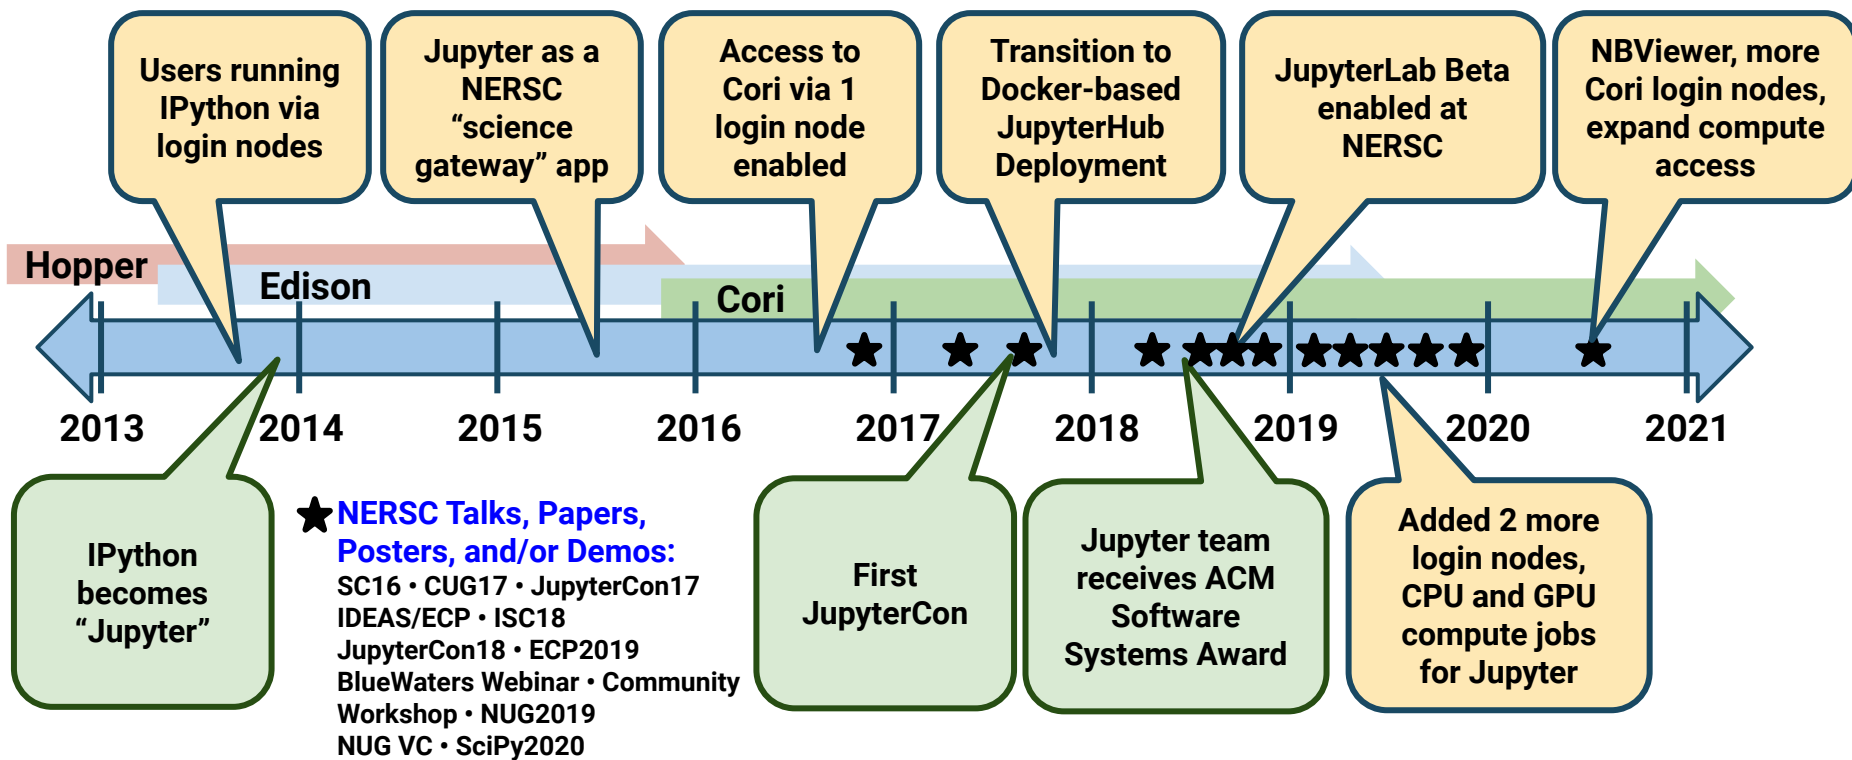 Users running
IPython via
login nodes
Jupyter as a
NERSC
“science
gateway” app
Access to
Cori via 1
login node
enabled
Transition to
Docker-based
JupyterHub
Deployment
JupyterLab Beta
enabled at
NERSC
NBViewer, more
Cori login nodes,
expand compute
access
Hopper
Edison
Cori
2013
2014
2015
2016
2017
2018
2019
2020
2021
IPython
becomes
“Jupyter”
NERSC Talks, Papers,
Posters, and/or Demos:
SC16 • CUG17 • JupyterCon17
IDEAS/ECP • ISC18
JupyterCon18 • ECP2019
BlueWaters Webinar • Community
Workshop • NUG2019
NUG VC • SciPy2020
First
JupyterCon
Jupyter team
receives ACM
Software
Systems Award
Added 2 more
login nodes,
CPU and GPU
compute jobs
for Jupyter